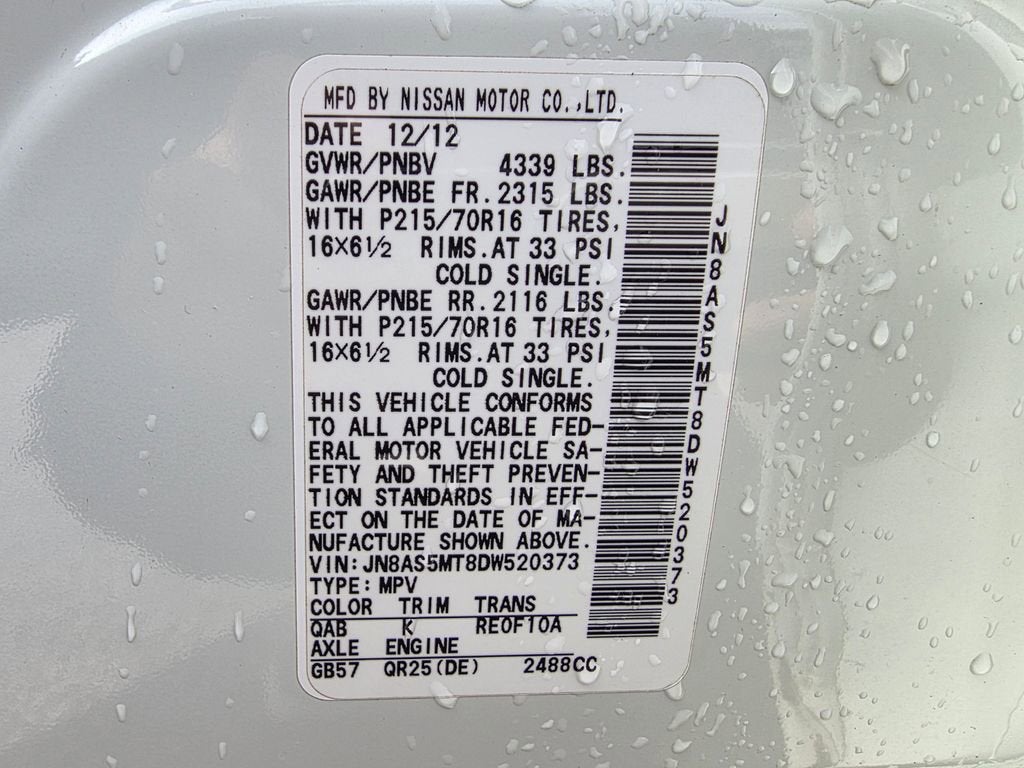 MFD BY NISSAN MOTOR CO.,LTD.
DATE 12/12
GVWR/PNBV 4339 LBS.
GAWR/PNBE FR.2315 LBS.
WITH P215/70R16 TIRES,
16×6½ RIMS.AT 33 PSI
COLD SINGLE.
GAWR/PNBE RR.2116 LBS.
WITH P215/70R16 TIRES,
16×6½ RIMS.AT 33 PSI
COLD SINGLE.
THIS VEHICLE CONFORMS
TO ALL APPLICABLE FED-
ERAL MOTOR VEHICLE SA-
FETY AND THEFT PREVEN-
TION STANDARDS IN EFF-
ECT ON THE DATE OF MA-
NUFACTURE SHOWN ABOVE.
VIN:JN8AS5MT8DW520373
TYPE:MPV
COLOR TRIM TRANS
QAB K RE0F10A
AXLE ENGINE
GB57 QR25(DE) 2488CC
JN8AS5MT8DW520373